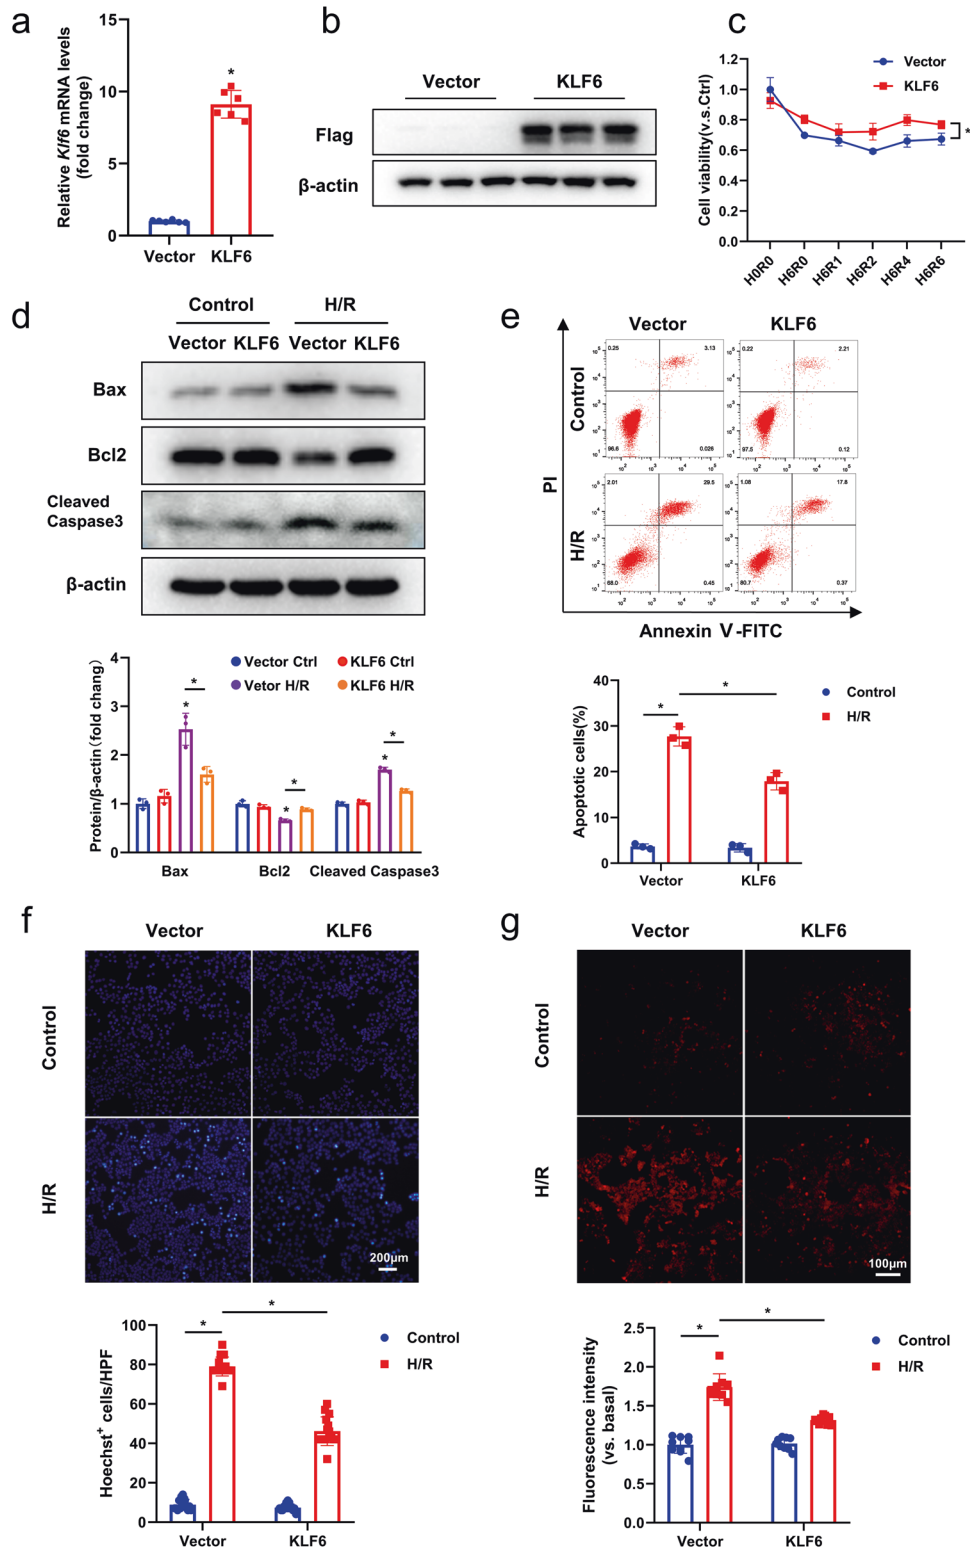 a
15
10
5
0
Relative Klf6 mRNA levels
(fold change)
*
Vector
KLF6
b
Vector
KLF6
Flag
β-actin
c
Vector
KLF6
1.2
1.0
0.8
0.6
0.4
0.2
0.0
Cell viability(v.s.Ctrl)
*
H0R0
H6R0
H6R1
H6R2
H6R4
H6R6
d
Control
H/R
Vector KLF6 Vector KLF6
Bax
Bcl2
Cleaved
Caspase3
β-actin
Protein/β-actin (fold chang)
4
3
2
1
0
Vector Ctrl
KLF6 Ctrl
Vetor H/R
KLF6 H/R
*
*
*
*
*
*
Bax
Bcl2
Cleaved Caspase3
e
Vector
KLF6
Control
H/R
PI
0.25
3.13
96.6
0.026
0.22
2.21
97.5
0.12
2.01
29.5
68.0
0.45
1.08
17.8
80.7
0.37
Annexin V-FITC
Apoptotic cells(%)
40
30
20
10
0
*
*
Control
H/R
Vector
KLF6
f
Vector
KLF6
Control
H/R
200μm
Hoechst+ cells/HPF
100
80
60
40
20
0
*
*
Control
H/R
Vector
KLF6
g
Vector
KLF6
Control
H/R
100μm
Fluorescence intensity
(vs. basal)
2.5
2.0
1.5
1.0
0.5
0.0
*
*
Control
H/R
Vector
KLF6